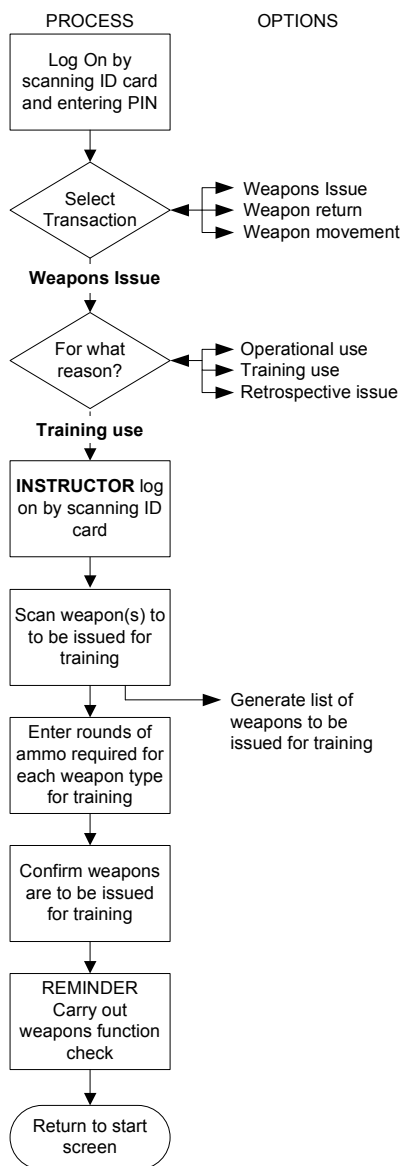 PROCESS
OPTIONS
Log On by
scanning ID card
and entering PIN
Select
Transaction
Weapons Issue
Weapon return
Weapon movement
Weapons Issue
For what
reason?
Operational use
Training use
Retrospective issue
Training use
INSTRUCTOR log
on by scanning ID
card
Scan weapon(s) to
to be issued for
training
Generate list of
weapons to be
issued for training
Enter rounds of
ammo required for
each weapon type
for training
Confirm weapons
are to be issued
for training
REMINDER
Carry out
weapons function
check
Return to start
screen